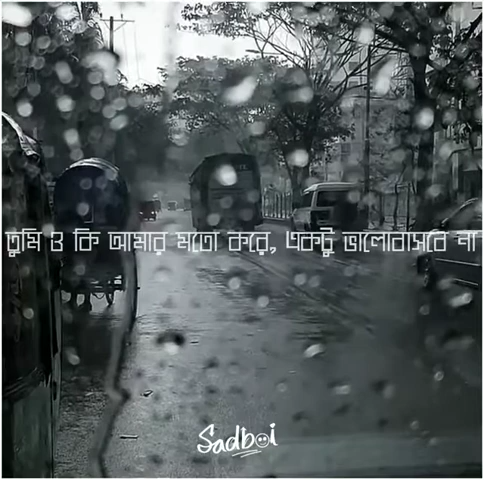 তুমি ও কি আমার মতো করে, একটু ভালোবাসবে না
Sadboi